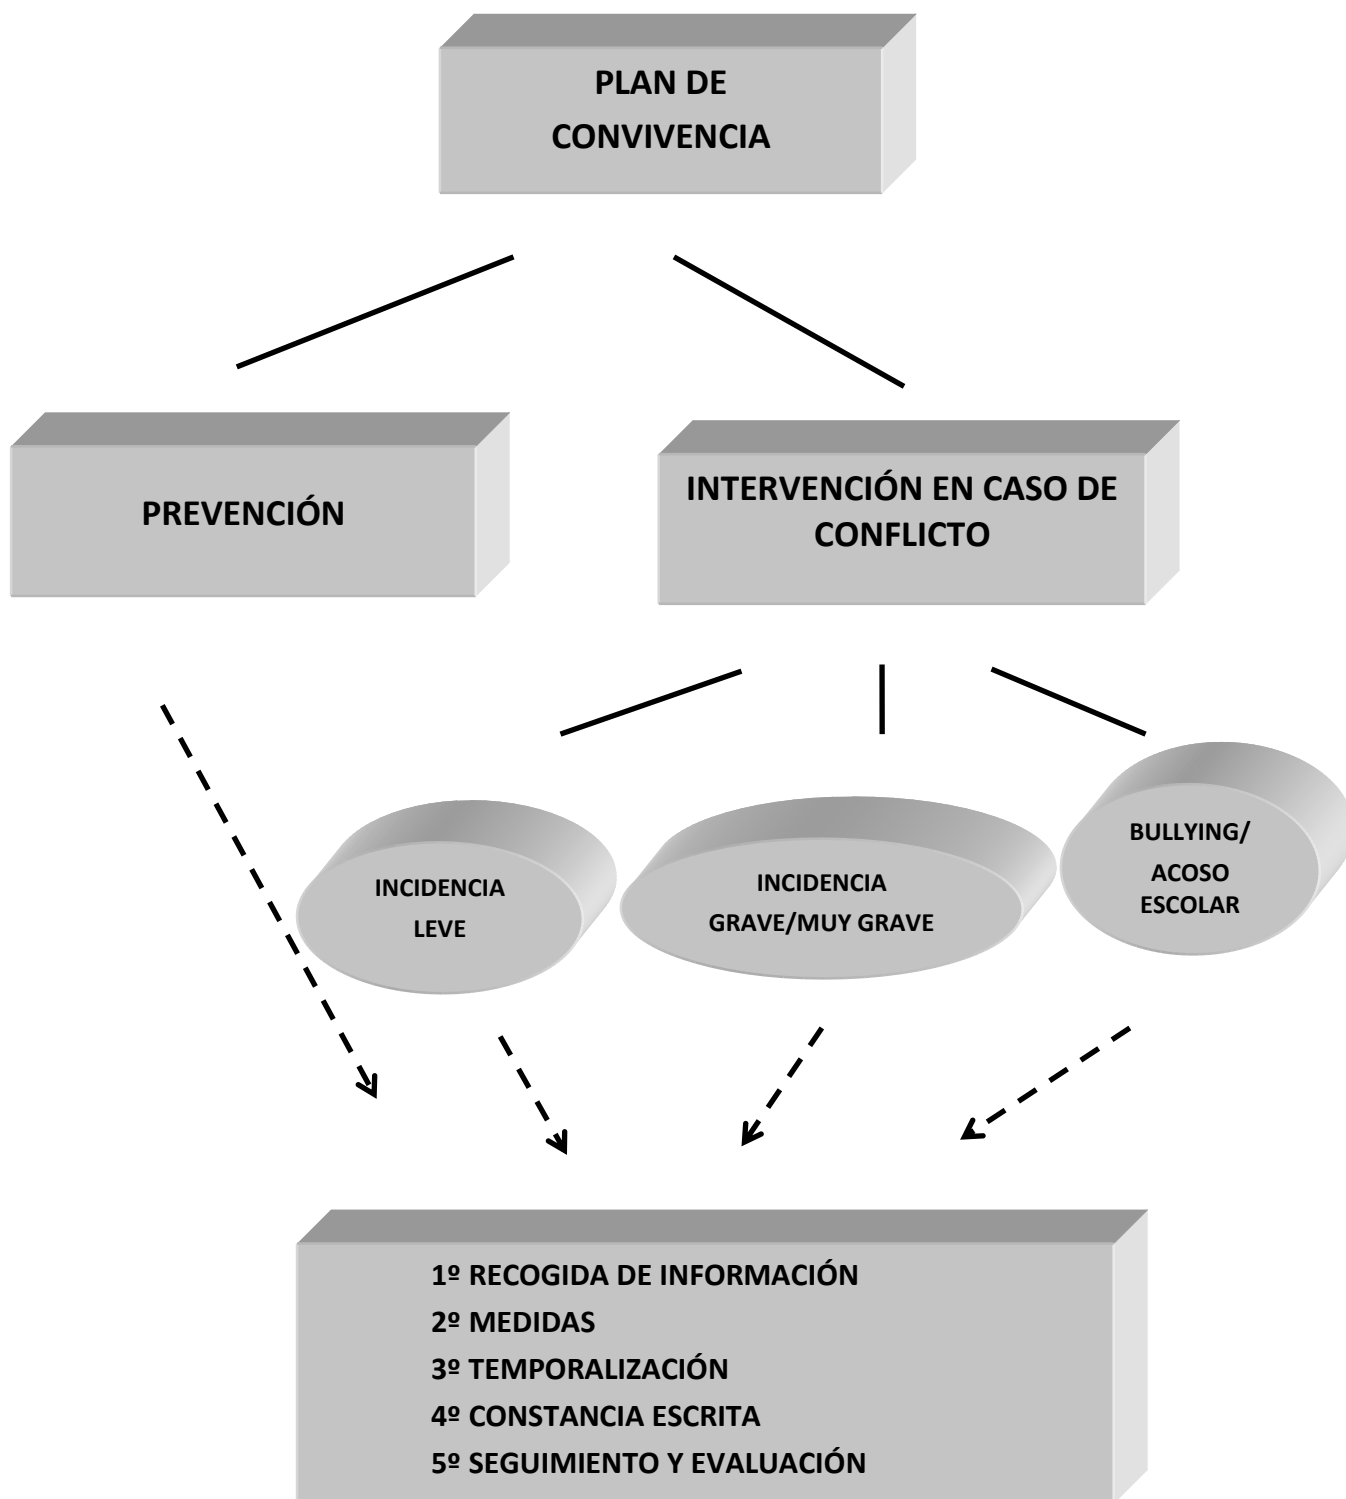 PLAN DE
CONVIVENCIA
PREVENCIÓN
INTERVENCIÓN EN CASO DE
CONFLICTO
INCIDENCIA
LEVE
INCIDENCIA
GRAVE/MUY GRAVE
BULLYING/
ACOSO
ESCOLAR
1º RECOGIDA DE INFORMACIÓN
2º MEDIDAS
3º TEMPORALIZACIÓN
4º CONSTANCIA ESCRITA
5º SEGUIMIENTO Y EVALUACIÓN